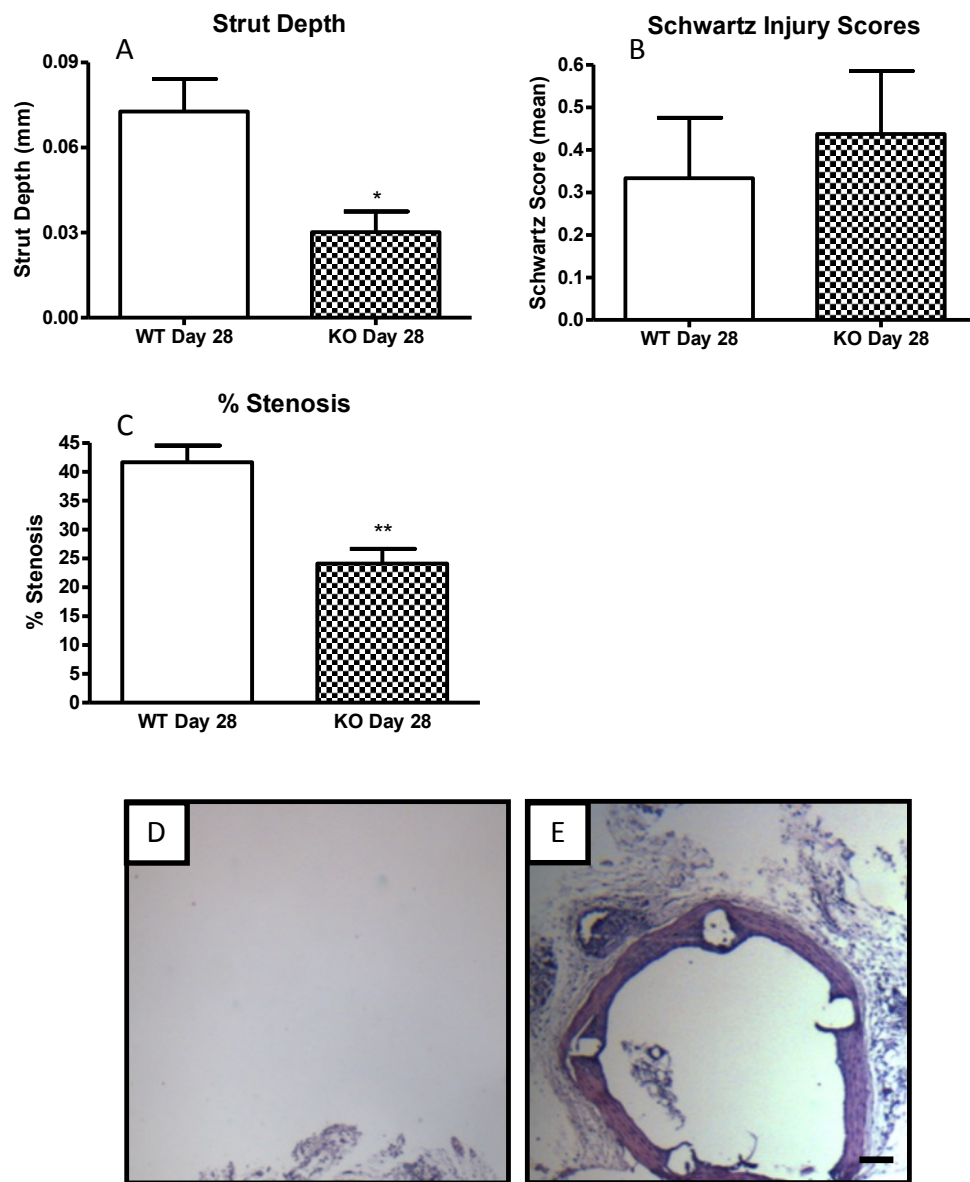 Strut Depth
A
Strut Depth (mm)
0.09
0.06
0.03
0.00
*
WT Day 28
KO Day 28
Schwartz Injury Scores
B
Schwartz Score (mean)
0.6
0.5
0.4
0.3
0.2
0.1
0.0
WT Day 28
KO Day 28
% Stenosis
C
% Stenosis
45
40
35
30
25
20
15
10
5
0
**
WT Day 28
KO Day 28
D
E